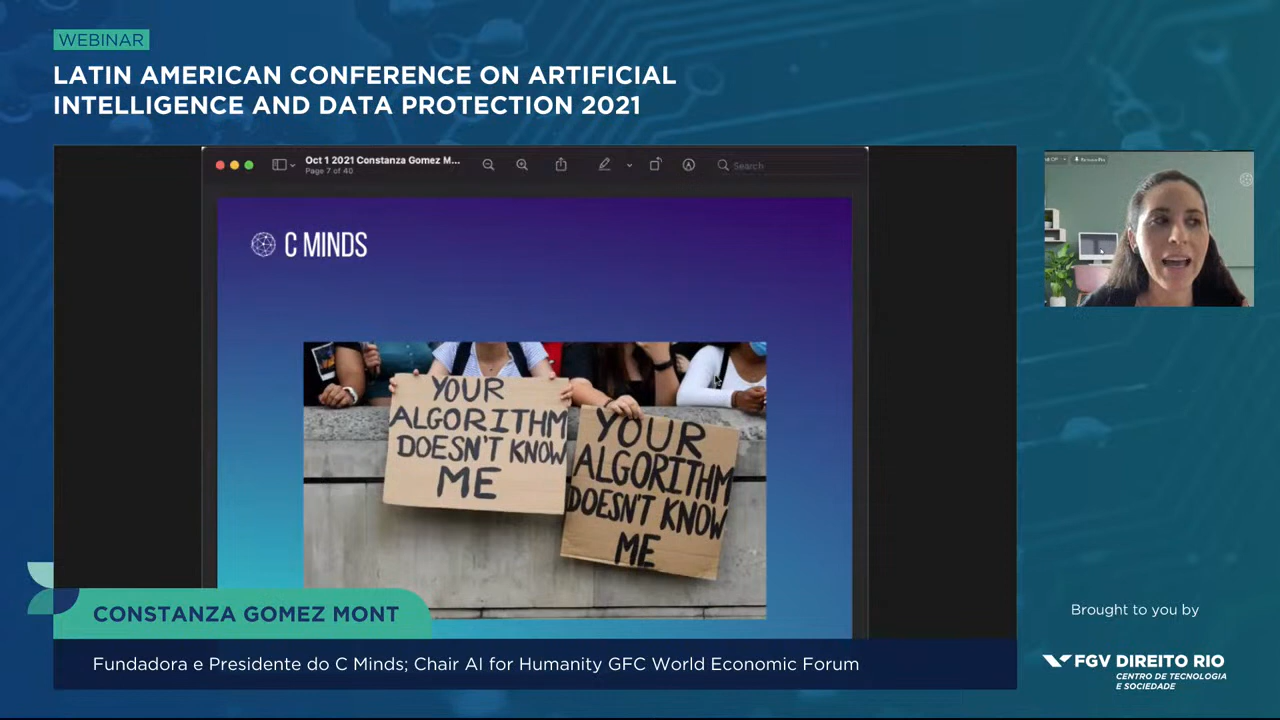 WEBINAR
LATIN AMERICAN CONFERENCE ON ARTIFICIAL
INTELLIGENCE AND DATA PROTECTION 2021
Oct 1 2021 Constanza Gomez M...
Page 7 of 40
Search
C MINDS
YOUR
ALGORITHM
DOESN'T KNOW
ME
YOUR
ALGORITHM
DOESN'T KNOW
ME
CONSTANZA GOMEZ MONT
Fundadora e Presidente do C Minds; Chair AI for Humanity GFC World Economic Forum
Brought to you by
FGV DIREITO RIO
CENTRO DE TECNOLOGIA
E SOCIEDADE